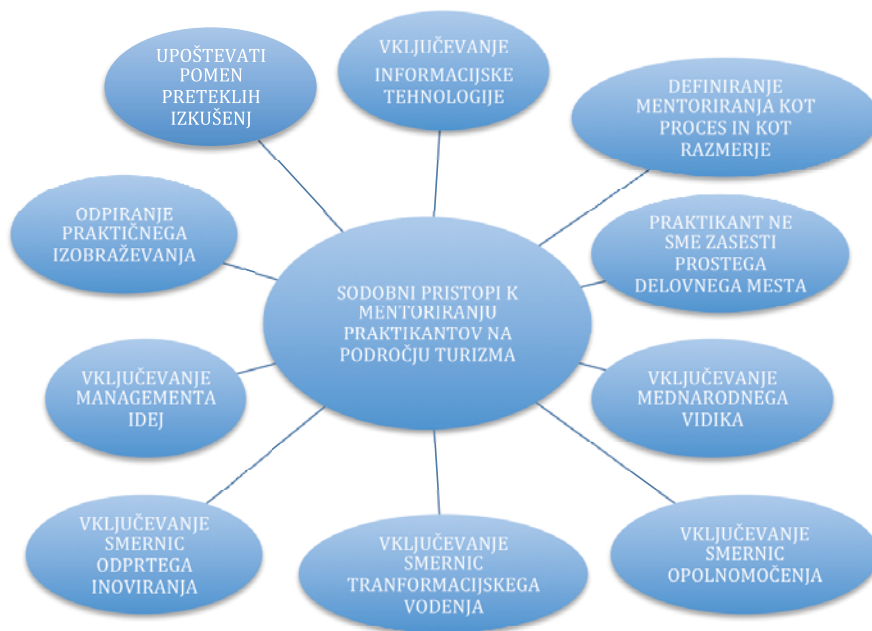 UPOŠTEVATI
POMEN
PRETEKLIH
IZKUŠENJ
VKLJUČEVANJE
INFORMACIJSKE
TEHNOLOGIJE
DEFINIRANJE
MENTORIRANJA KOT
PROCES IN KOT
RAZMERJE
ODPIRANJE
PRAKTIČNEGA
IZOBRAŽEVANJA
PRAKTIKANT NE
SME ZASESTI
PROSTEGA
DELOVNEGA MESTA
SODOBNI PRISTOPI K
MENTORIRANJU
PRAKTIKANTOV NA
PODROČJU TURIZMA
VKLJUČEVANJE
MANAGEMENTA
IDEJ
VKLJUČEVANJE
MEDNARODNEGA
VIDIKA
VKLJUČEVANJE
SMERNIC
ODPRTEGA
INOVIRANJA
VKLJUČEVANJE
SMERNIC
TRANFORMACIJSKEGA
VODENJA
VKLJUČEVANJE
SMERNIC
OPOLNOMOČENJA